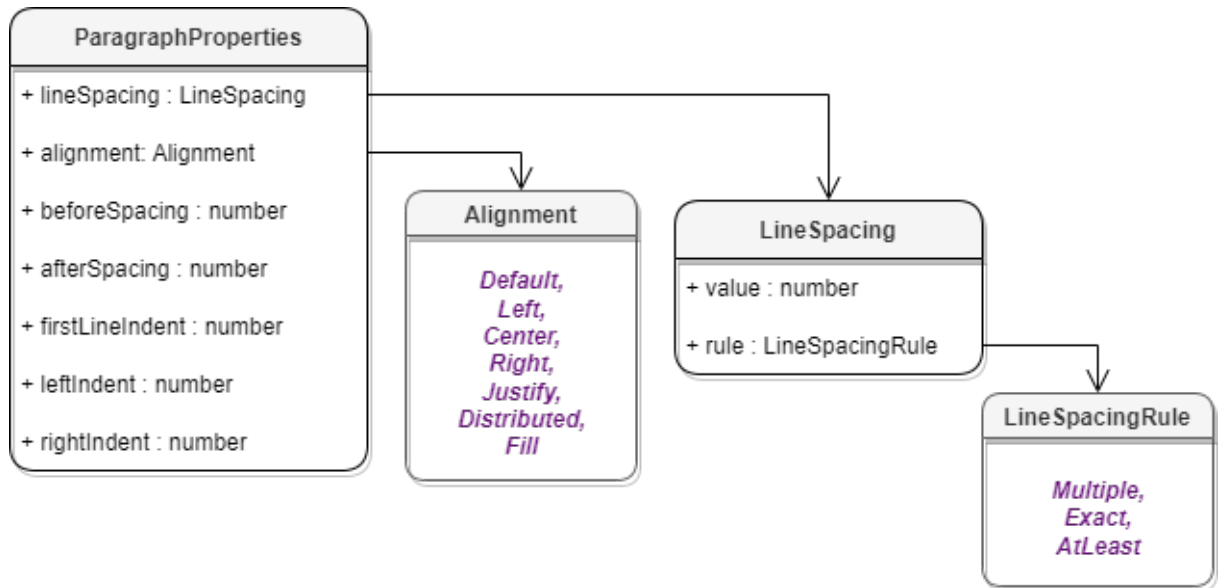 ParagraphProperties
+ lineSpacing : LineSpacing
+ alignment: Alignment
+ beforeSpacing : number
+ afterSpacing : number
+ firstLineIndent : number
+ leftIndent : number
+ rightIndent : number
Alignment
Default,
Left,
Center,
Right,
Justify,
Distributed,
Fill
LineSpacing
+ value : number
+ rule : LineSpacingRule
LineSpacingRule
Multiple,
Exact,
AtLeast